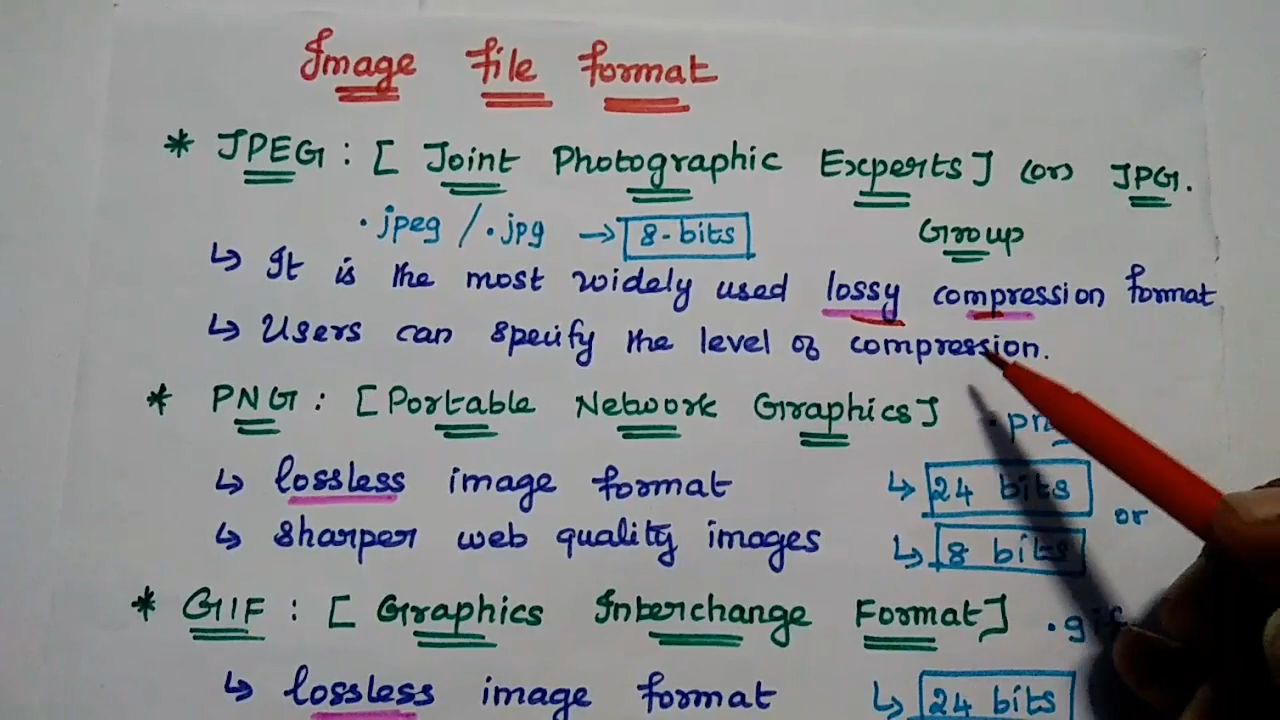 Image File Format
* JPEG : [ Joint Photographic Experts ] (or) JPG.
Group
.jpeg / .jpg → 8-bits
↳ It is the most widely used lossy compression format
↳ Users can specify the level of compression.
* PNG : [ Portable Network Graphics ]
↳ lossless image format ↳ 24 bits
or
↳ sharper web quality images ↳ 8 bits
* GIF : [ Graphics Interchange Format ] .gif
↳ lossless image format ↳ 24 bits